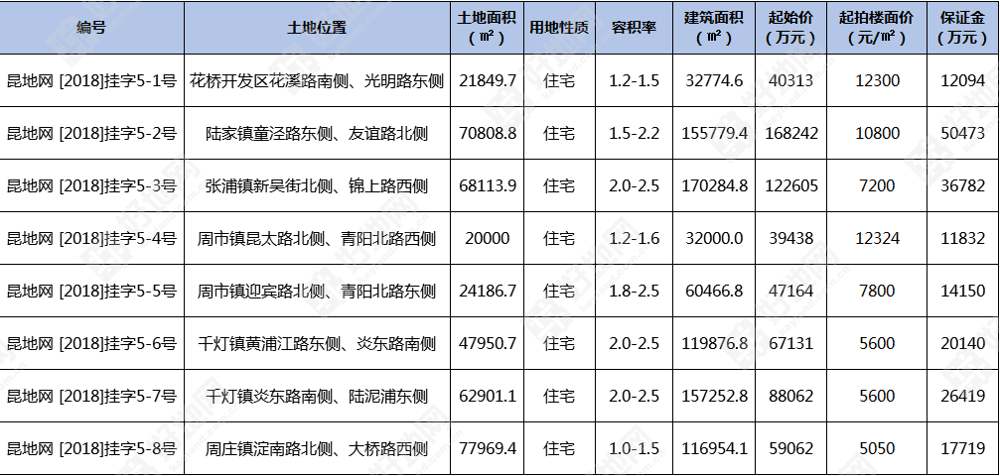 编号 土地位置 土地面积（㎡） 用地性质 容积率 建筑面积（㎡） 起始价（万元） 起拍楼面价（元/㎡） 保证金（万元）
昆地网 [2018]挂字5-1号 花桥开发区花溪路南侧、光明路东侧 21849.7 住宅 1.2-1.5 32774.6 40313 12300 12094
昆地网 [2018]挂字5-2号 陆家镇童泾路东侧、友谊路北侧 70808.8 住宅 1.5-2.2 155779.4 168242 10800 50473
昆地网 [2018]挂字5-3号 张浦镇新吴街北侧、锦上路西侧 68113.9 住宅 2.0-2.5 170284.8 122605 7200 36782
昆地网 [2018]挂字5-4号 周市镇昆太路北侧、青阳北路西侧 20000 住宅 1.2-1.6 32000.0 39438 12324 11832
昆地网 [2018]挂字5-5号 周市镇迎宾路北侧、青阳北路东侧 24186.7 住宅 1.8-2.5 60466.8 47164 7800 14150
昆地网 [2018]挂字5-6号 千灯镇黄浦江路东侧、炎东路南侧 47950.7 住宅 2.0-2.5 119876.8 67131 5600 20140
昆地网 [2018]挂字5-7号 千灯镇炎东路南侧、陆泥浦东侧 62901.1 住宅 2.0-2.5 157252.8 88062 5600 26419
昆地网 [2018]挂字5-8号 周庄镇淀南路北侧、大桥路西侧 77969.4 住宅 1.0-1.5 116954.1 59062 5050 17719
好地网